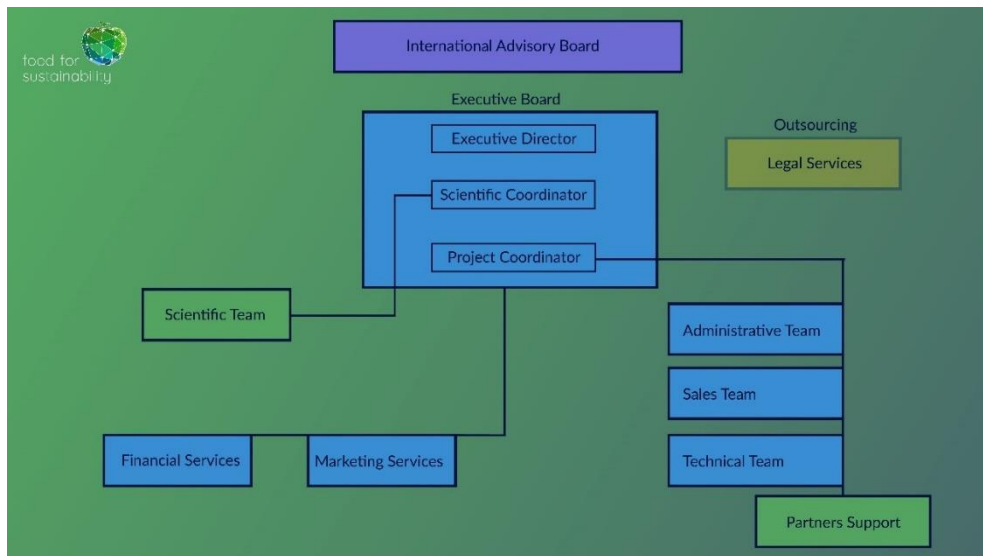 food for
sustainability
International Advisory Board
Executive Board
Executive Director
Scientific Coordinator
Project Coordinator
Outsourcing
Legal Services
Scientific Team
Administrative Team
Sales Team
Technical Team
Financial Services
Marketing Services
Partners Support